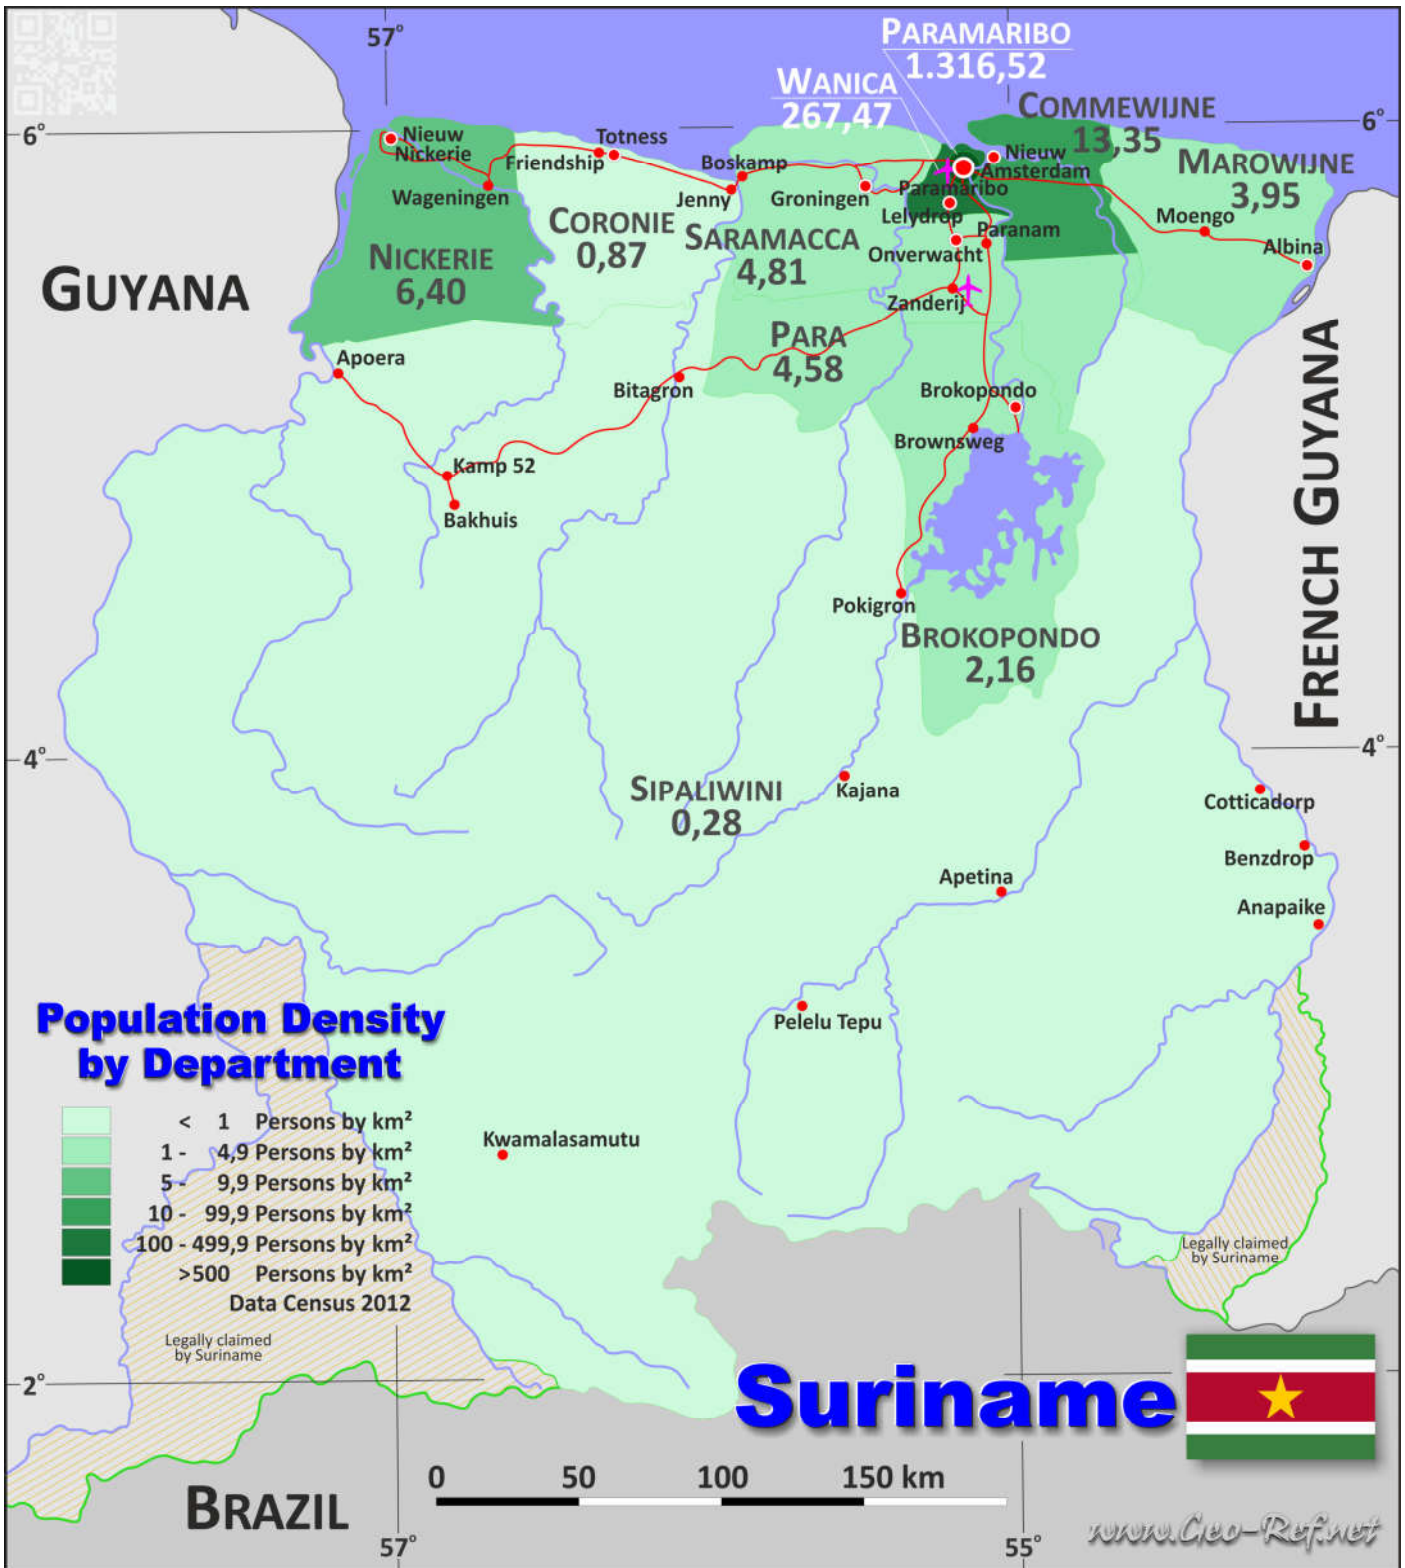 57°
PARAMARIBO
1.316,52
WANICA
267,47
COMMEWIJNE
13,35
6°
6°
Nieuw
Nickerie
Totness
Friendship
Wageningen
Boskamp
Jenny
Groningen
Nieuw
Amsterdam
Paramaribo
Lelydrop
MAROWIJNE
3,95
Moengo
Albina
CORONIE
0,87
SARAMACCA
4,81
Onverwacht
Paranam
NICKERIE
6,40
GUYANA
Zanderij
PARA
4,58
Apoera
Bitagron
Brokopondo
Brownsweg
FRENCH GUYANA
Kamp 52
Bakhuis
Pokigron
BROKOPONDO
2,16
4°
4°
SIPALIWINI
0,28
Kajana
Cotticadorp
Benzdrop
Apetina
Anapaike
Pelelu Tepu
Kwamalasamutu
Population Density
by Department
< 1 Persons by km²
1 - 4,9 Persons by km²
5 - 9,9 Persons by km²
10 - 99,9 Persons by km²
100 - 499,9 Persons by km²
>500 Persons by km²
Data Census 2012
Legally claimed
by Suriname
Legally claimed
by Suriname
2°
Suriname
0 50 100 150 km
BRAZIL
57°
55°
www.Geo-Ref.net